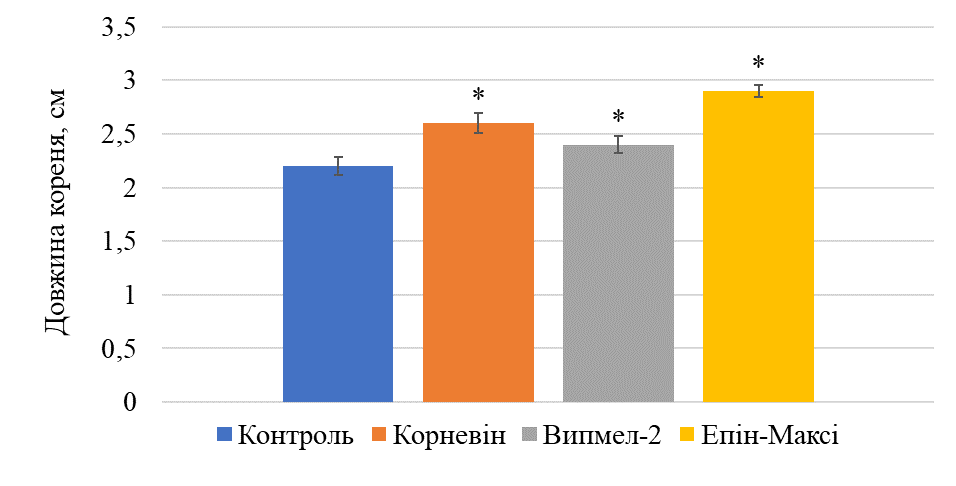 3,5
3
2,5
2
1,5
1
0,5
0
Довжина кореня, см
*
*
*
Контроль
Корневін
Випмел-2
Епін-Максі